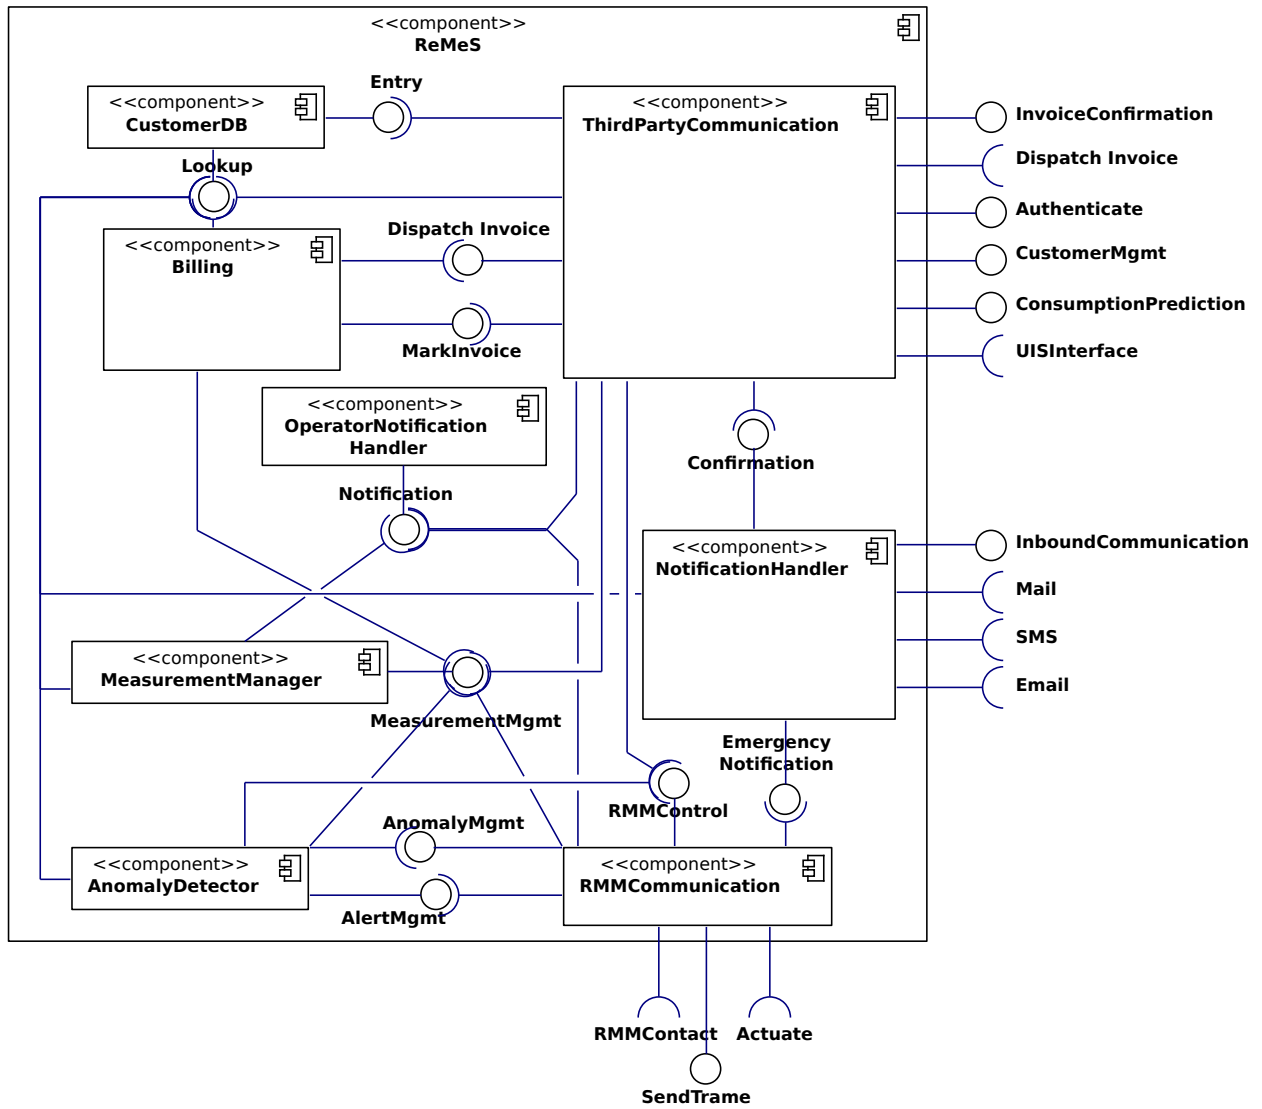 <<component>>
ReMeS
Entry
<<component>>
CustomerDB
<<component>>
ThirdPartyCommunication
InvoiceConfirmation
Dispatch Invoice
Lookup
Authenticate
<<component>>
Billing
Dispatch Invoice
CustomerMgmt
ConsumptionPrediction
MarkInvoice
UISInterface
<<component>>
OperatorNotification
Handler
Confirmation
Notification
<<component>>
NotificationHandler
InboundCommunication
Mail
SMS
Email
<<component>>
MeasurementManager
MeasurementMgmt
Emergency
Notification
RMMControl
AnomalyMgmt
<<component>>
AnomalyDetector
<<component>>
RMMCommunication
AlertMgmt
RMMContact
Actuate
SendTrame